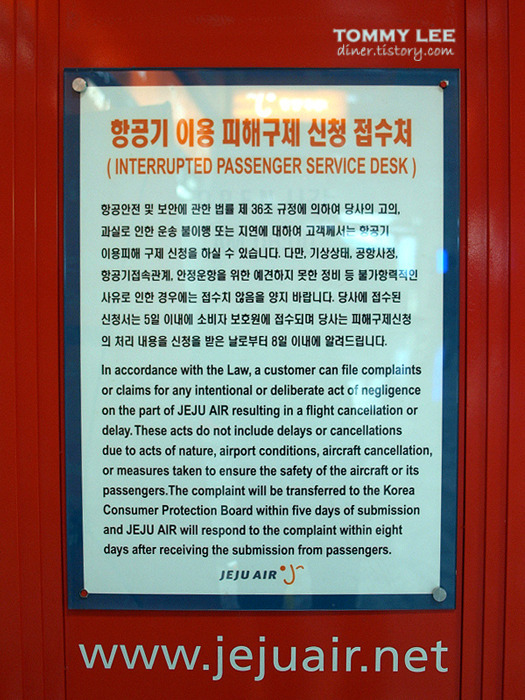 TOMMY LEE
diner.tistory.com
항공기 이용 피해구제 신청 접수처
( INTERRUPTED PASSENGER SERVICE DESK )
항공안전 및 보안에 관한 법률 제 36조 규정에 의하여 당사의 고의,
과실로 인한 운송 불이행 또는 지연에 대하여 고객께서는 항공기
이용피해 구제 신청을 하실 수 있습니다. 다만, 기상상태, 공항사정,
항공기접속관계, 안정운항을 위한 예견하지 못한 정비 등 불가항력적인
사유로 인한 경우에는 접수치 않음을 양지 바랍니다. 당사에 접수된
신청서는 5일 이내에 소비자 보호원에 접수되며 당사는 피해구제신청
의 처리 내용을 신청을 받은 날로부터 8일 이내에 알려드립니다.
In accordance with the Law, a customer can file complaints
or claims for any intentional or deliberate act of negligence
on the part of JEJU AIR resulting in a flight cancellation or
delay. These acts do not include delays or cancellations
due to acts of nature, airport conditions, aircraft cancellation,
or measures taken to ensure the safety of the aircraft or its
passengers.The complaint will be transferred to the Korea
Consumer Protection Board within five days of submission
and JEJU AIR will respond to the complaint within eight
days after receiving the submission from passengers.
JEJU AIR
www.jejuair.net